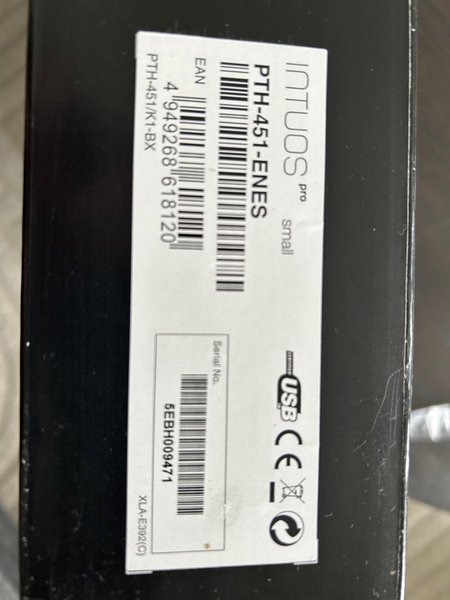 INTUOS pro small
PTH-451-ENES
EAN
4 949268 618120
PTH-451/K1-BX
USB
CE
Serial No.
5EBH009471
XLA-E392(C)